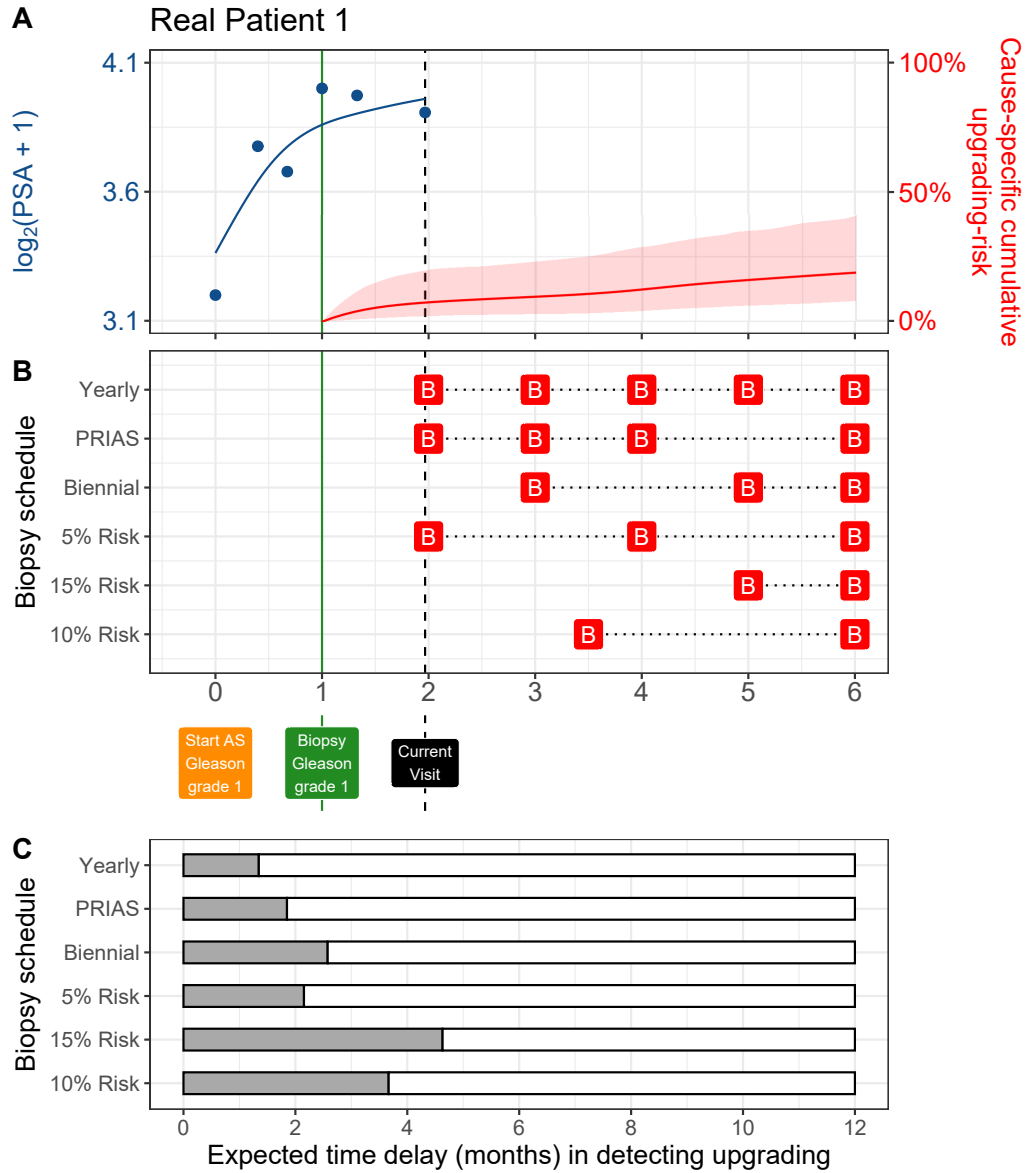 A
Real Patient 1
4.1
3.6
3.1
log₂(PSA + 1)
100%
50%
0%
Cause-specific cumulative
upgrading-risk
B
Biopsy schedule
Yearly B B B B B
PRIAS B B B B
Biennial B B B
5% Risk B B B
15% Risk B B
10% Risk B B
0 1 2 3 4 5 6
Start AS
Gleason
grade 1
Biopsy
Gleason
grade 1
Current
Visit
C
Biopsy schedule
Yearly
PRIAS
Biennial
5% Risk
15% Risk
10% Risk
0 2 4 6 8 10 12
Expected time delay (months) in detecting upgrading